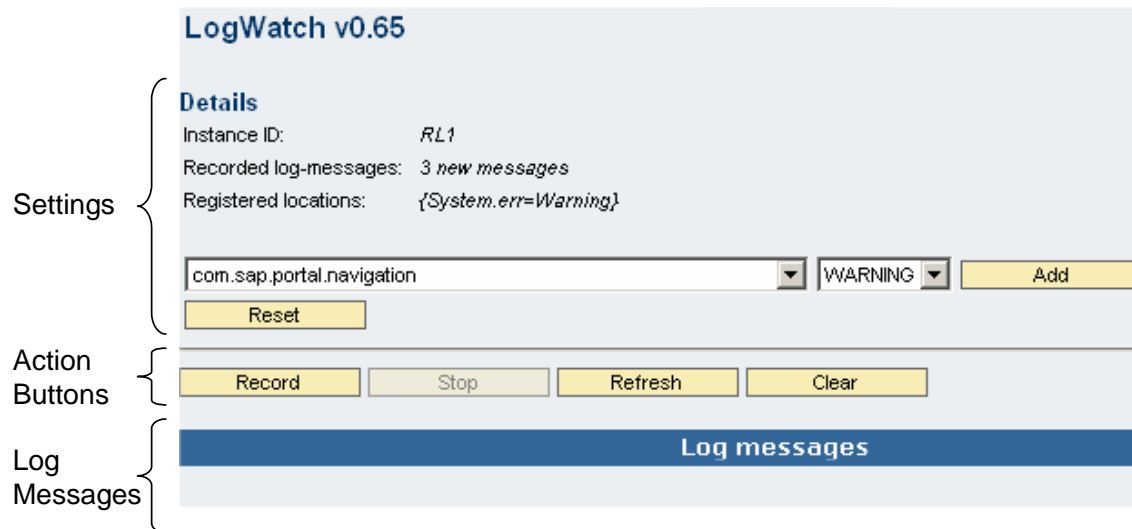 LogWatch v0.65
Details
Instance ID: RL1
Recorded log-messages: 3 new messages
Registered locations: {System.err=Warning}
Settings
com.sap.portal.navigation WARNING Add
Reset
Action
Buttons
Record Stop Refresh Clear
Log messages
Log
Messages